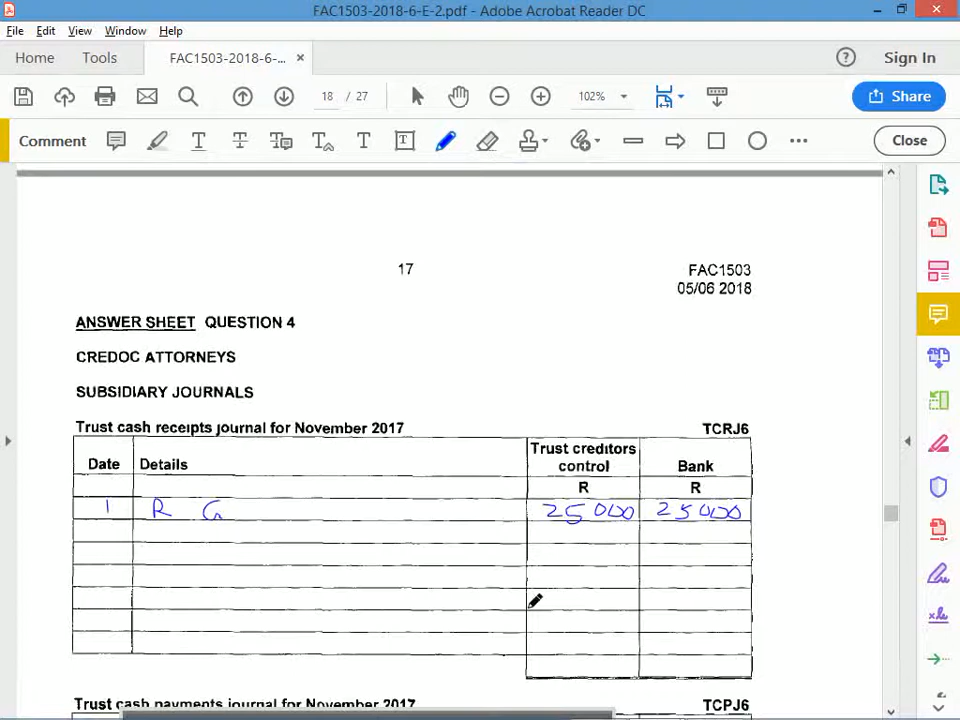 FAC1503-2018-6-E-2.pdf - Adobe Acrobat Reader DC
File Edit View Window Help
Home Tools FAC1503-2018-6-... × Sign In
18 / 27 102% Share
Comment Close
17 FAC1503
05/06 2018
ANSWER SHEET QUESTION 4
CREDOC ATTORNEYS
SUBSIDIARY JOURNALS
Trust cash receipts journal for November 2017 TCRJ6
Date Details Trust creditors control Bank
R R
1 R G 25 000 25 000
Trust cash payments journal for November 2017 TCPJ6